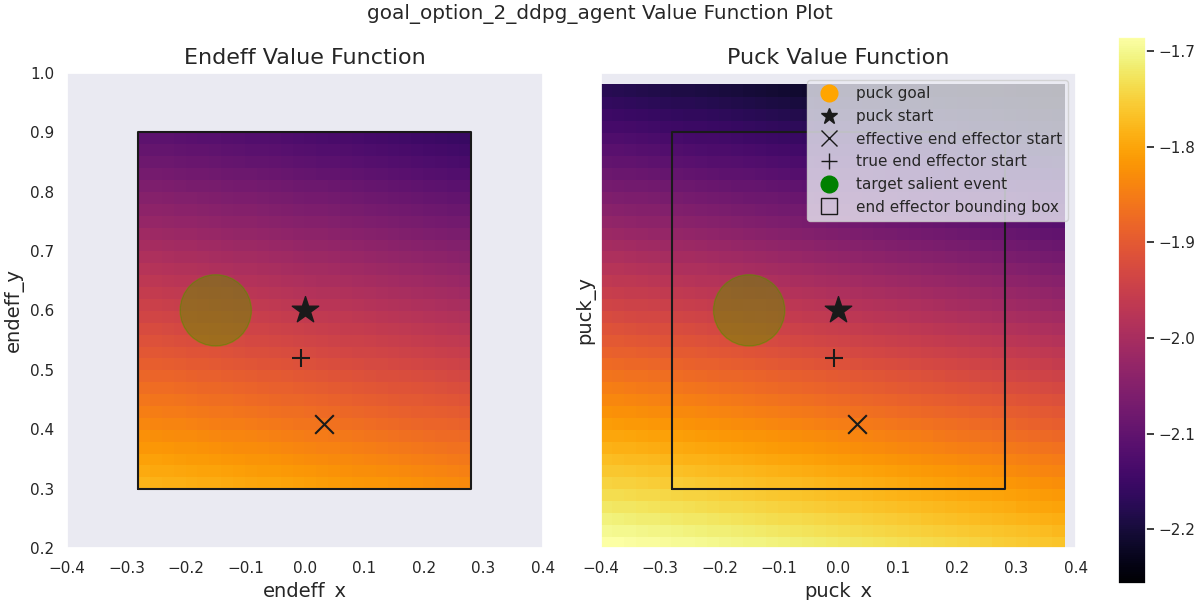 goal_option_2_ddpg_agent Value Function Plot
Endeff Value Function
1.0
0.9
0.8
0.7
0.6
0.5
0.4
0.3
0.2
endeff_y
−0.4 −0.3 −0.2 −0.1 0.0 0.1 0.2 0.3 0.4
endeff_x
Puck Value Function
puck goal
puck start
effective end effector start
true end effector start
target salient event
end effector bounding box
puck_y
−0.4 −0.3 −0.2 −0.1 0.0 0.1 0.2 0.3 0.4
puck_x
−1.7
−1.8
−1.9
−2.0
−2.1
−2.2